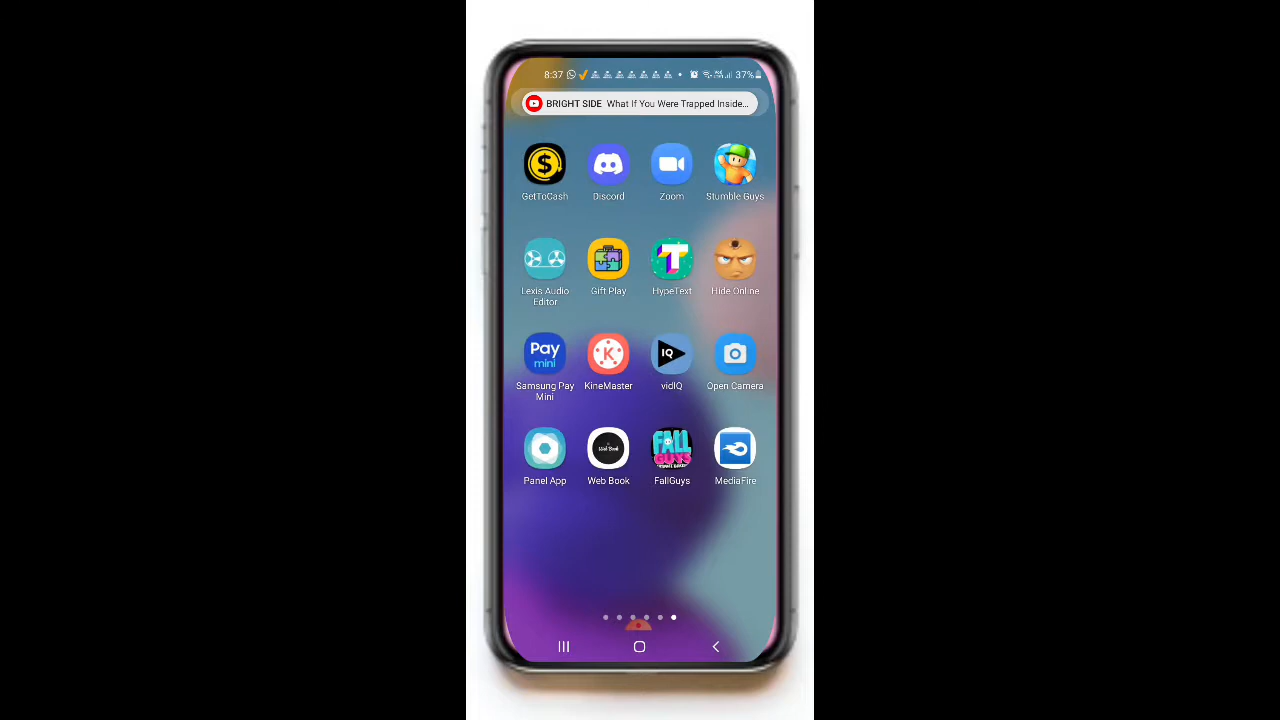 8:37
37%
BRIGHT SIDE What If You Were Trapped Inside...
GetToCash
Discord
Zoom
Stumble Guys
Lexis Audio
Editor
Gift Play
T
HypeText
Hide Online
Pay
mini
Samsung Pay
Mini
K
KineMaster
IQ
vidIQ
Open Camera
Panel App
Web Book
Web Book
FALL
GUYS
FallGuys
MediaFire